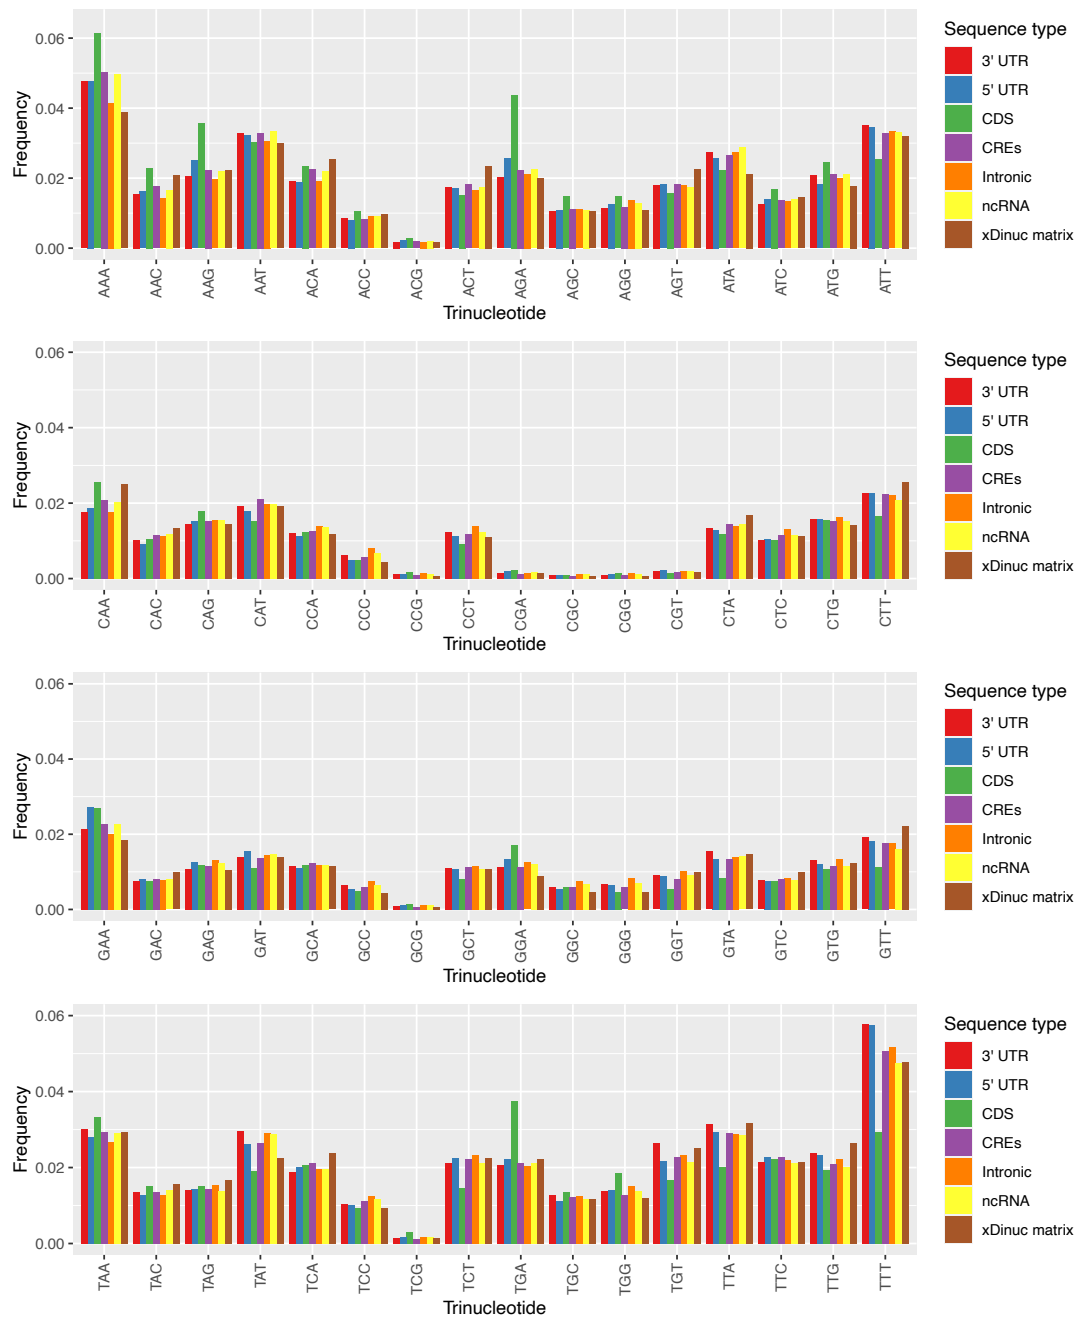 0.06
0.04
0.02
0.00
Frequency
AAA AAC AAG AAT ACA ACC ACG ACT AGA AGC AGG AGT ATA ATC ATG ATT
Trinucleotide
Sequence type
3' UTR
5' UTR
CDS
CREs
Intronic
ncRNA
xDinuc matrix
0.06
0.04
0.02
0.00
Frequency
CAA CAC CAG CAT CCA CCC CCG CCT CGA CGC CGG CGT CTA CTC CTG CTT
Trinucleotide
Sequence type
3' UTR
5' UTR
CDS
CREs
Intronic
ncRNA
xDinuc matrix
0.06
0.04
0.02
0.00
Frequency
GAA GAC GAG GAT GCA GCC GCG GCT GGA GGC GGG GGT GTA GTC GTG GTT
Trinucleotide
Sequence type
3' UTR
5' UTR
CDS
CREs
Intronic
ncRNA
xDinuc matrix
0.06
0.04
0.02
0.00
Frequency
TAA TAC TAG TAT TCA TCC TCG TCT TGA TGC TGG TGT TTA TTC TTG TTT
Trinucleotide
Sequence type
3' UTR
5' UTR
CDS
CREs
Intronic
ncRNA
xDinuc matrix